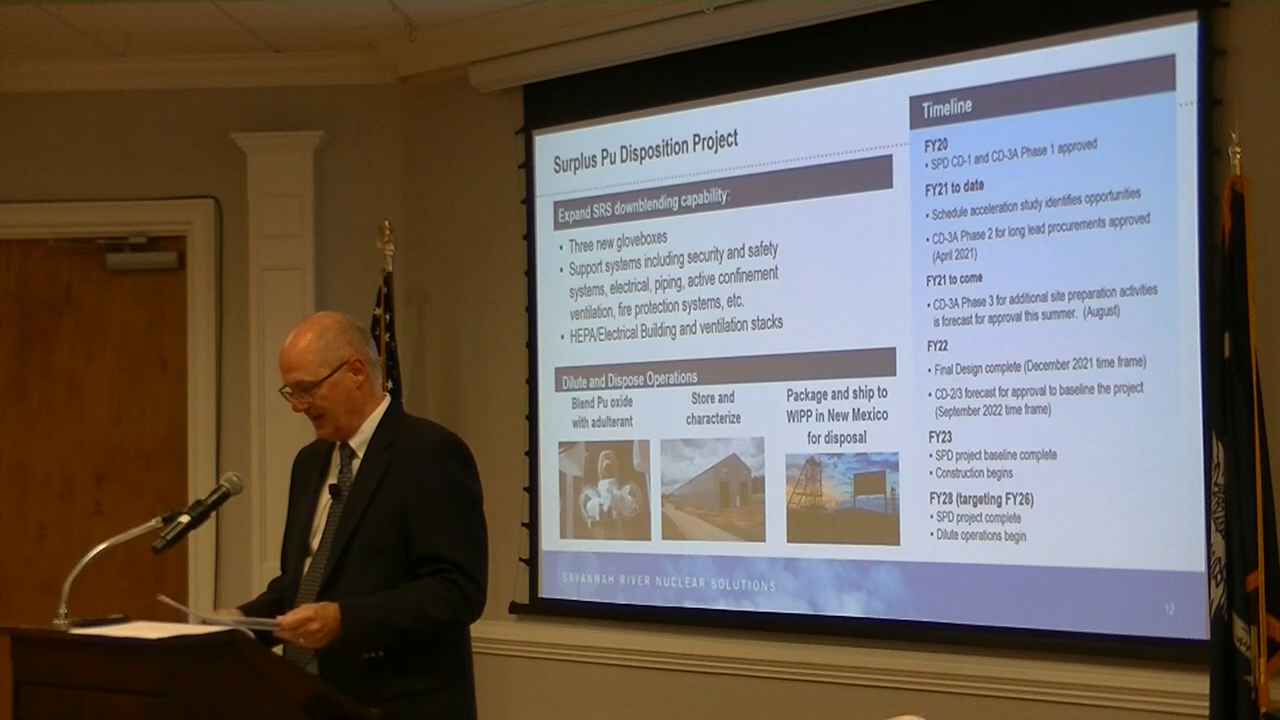 Surplus Pu Disposition Project
Expand SRS downblending capability:
• Three new gloveboxes
• Support systems including security and safety
systems, electrical, piping, active confinement
ventilation, fire protection systems, etc.
• HEPA/Electrical Building and ventilation stacks
Dilute and Dispose Operations
Blend Pu oxide
with adulterant
Store and
characterize
Package and ship to
WIPP in New Mexico
for disposal
Timeline
FY20
• SPD CD-1 and CD-3A Phase 1 approved
FY21 to date
• Schedule acceleration study identifies opportunities
• CD-3A Phase 2 for long lead procurements approved
(April 2021)
FY21 to come
• CD-3A Phase 3 for additional site preparation activities
is forecast for approval this summer. (August)
FY22
• Final Design complete (December 2021 time frame)
• CD-2/3 forecast for approval to baseline the project
(September 2022 time frame)
FY23
• SPD project baseline complete
• Construction begins
FY28 (targeting FY26)
• SPD project complete
• Dilute operations begin
SAVANNAH RIVER NUCLEAR SOLUTIONS
12